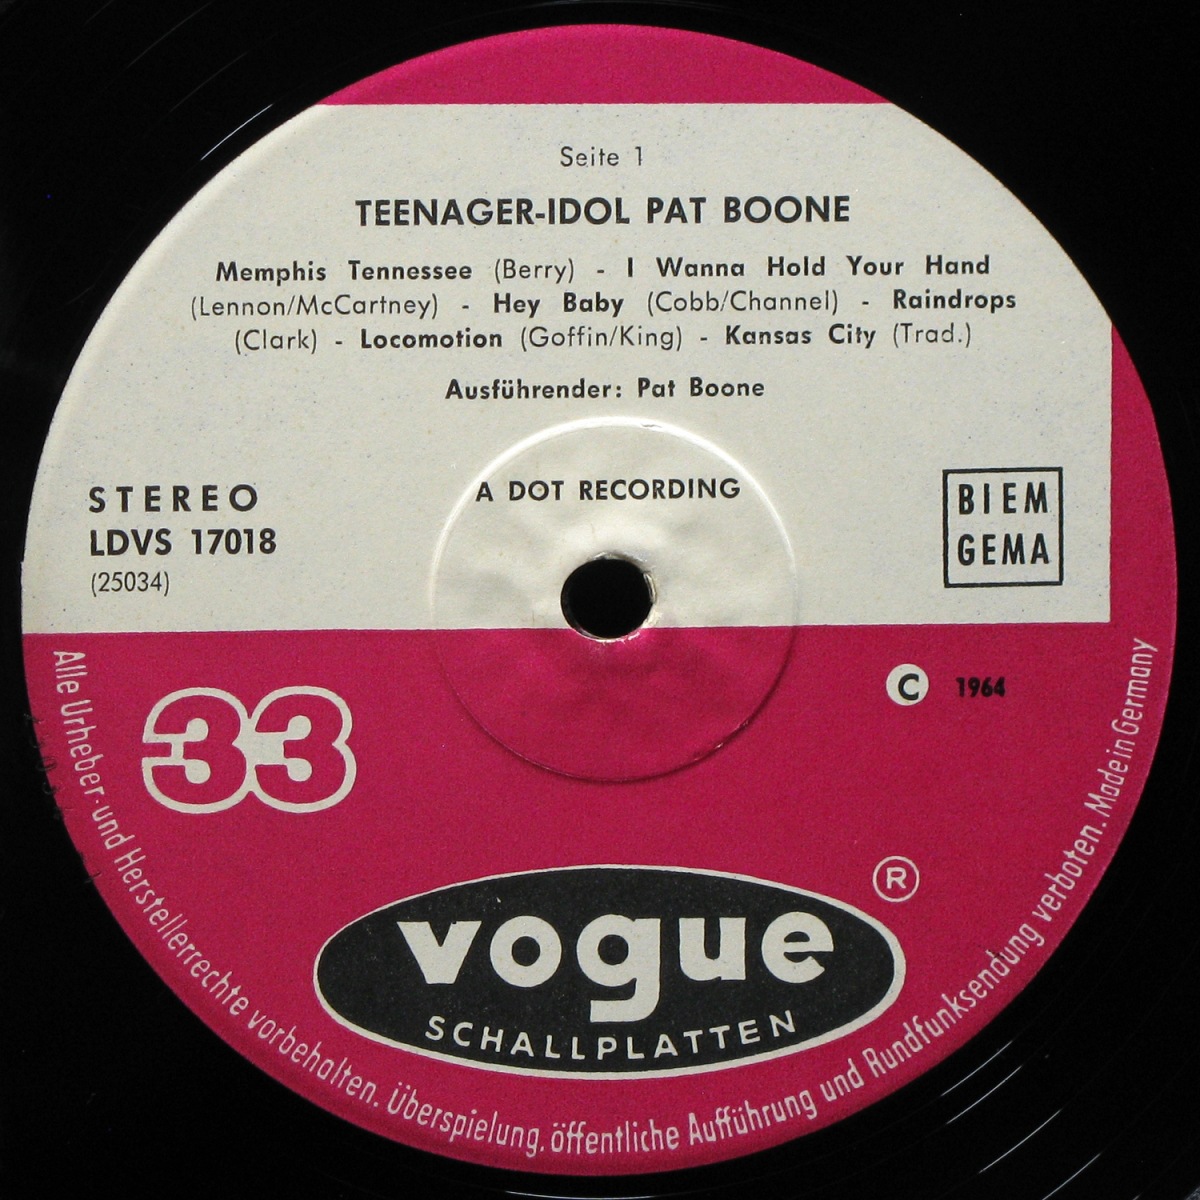 Seite 1
TEENAGER-IDOL PAT BOONE
Memphis Tennessee (Berry) - I Wanna Hold Your Hand
(Lennon/McCartney) - Hey Baby (Cobb/Channel) - Raindrops
(Clark) - Locomotion (Goffin/King) - Kansas City (Trad.)
Ausführender: Pat Boone
A DOT RECORDING
STEREO
LDVS 17018
(25034)
BIEM
GEMA
33
C 1964
vogue ®
SCHALLPLATTEN
Alle Urheber- und Herstellerrechte vorbehalten. Überspielung, öffentliche Aufführung und Rundfunksendung verboten. Made in Germany